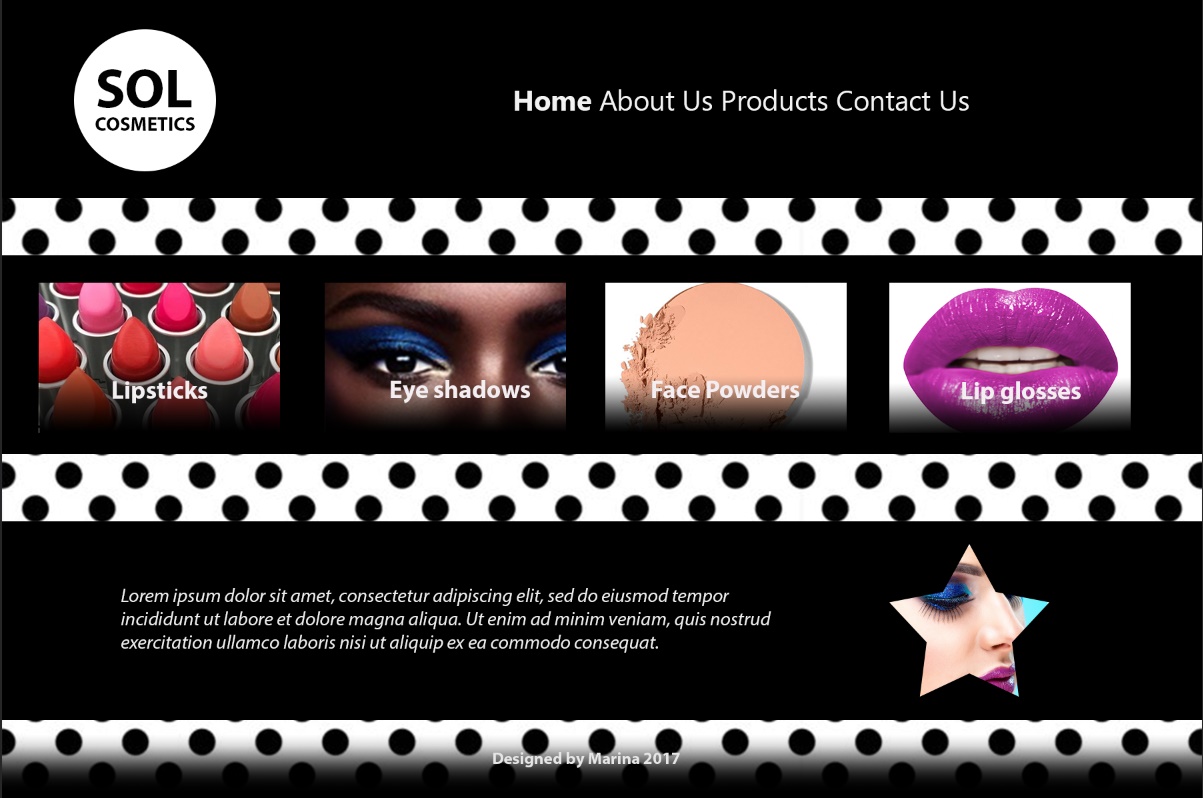 SOL
COSMETICS
Home About Us Products Contact Us
Lipsticks
Eye shadows
Face Powders
Lip glosses
Lorem ipsum dolor sit amet, consectetur adipiscing elit, sed do eiusmod tempor
incididunt ut labore et dolore magna aliqua. Ut enim ad minim veniam, quis nostrud
exercitation ullamco laboris nisi ut aliquip ex ea commodo consequat.
Designed by Marina 2017